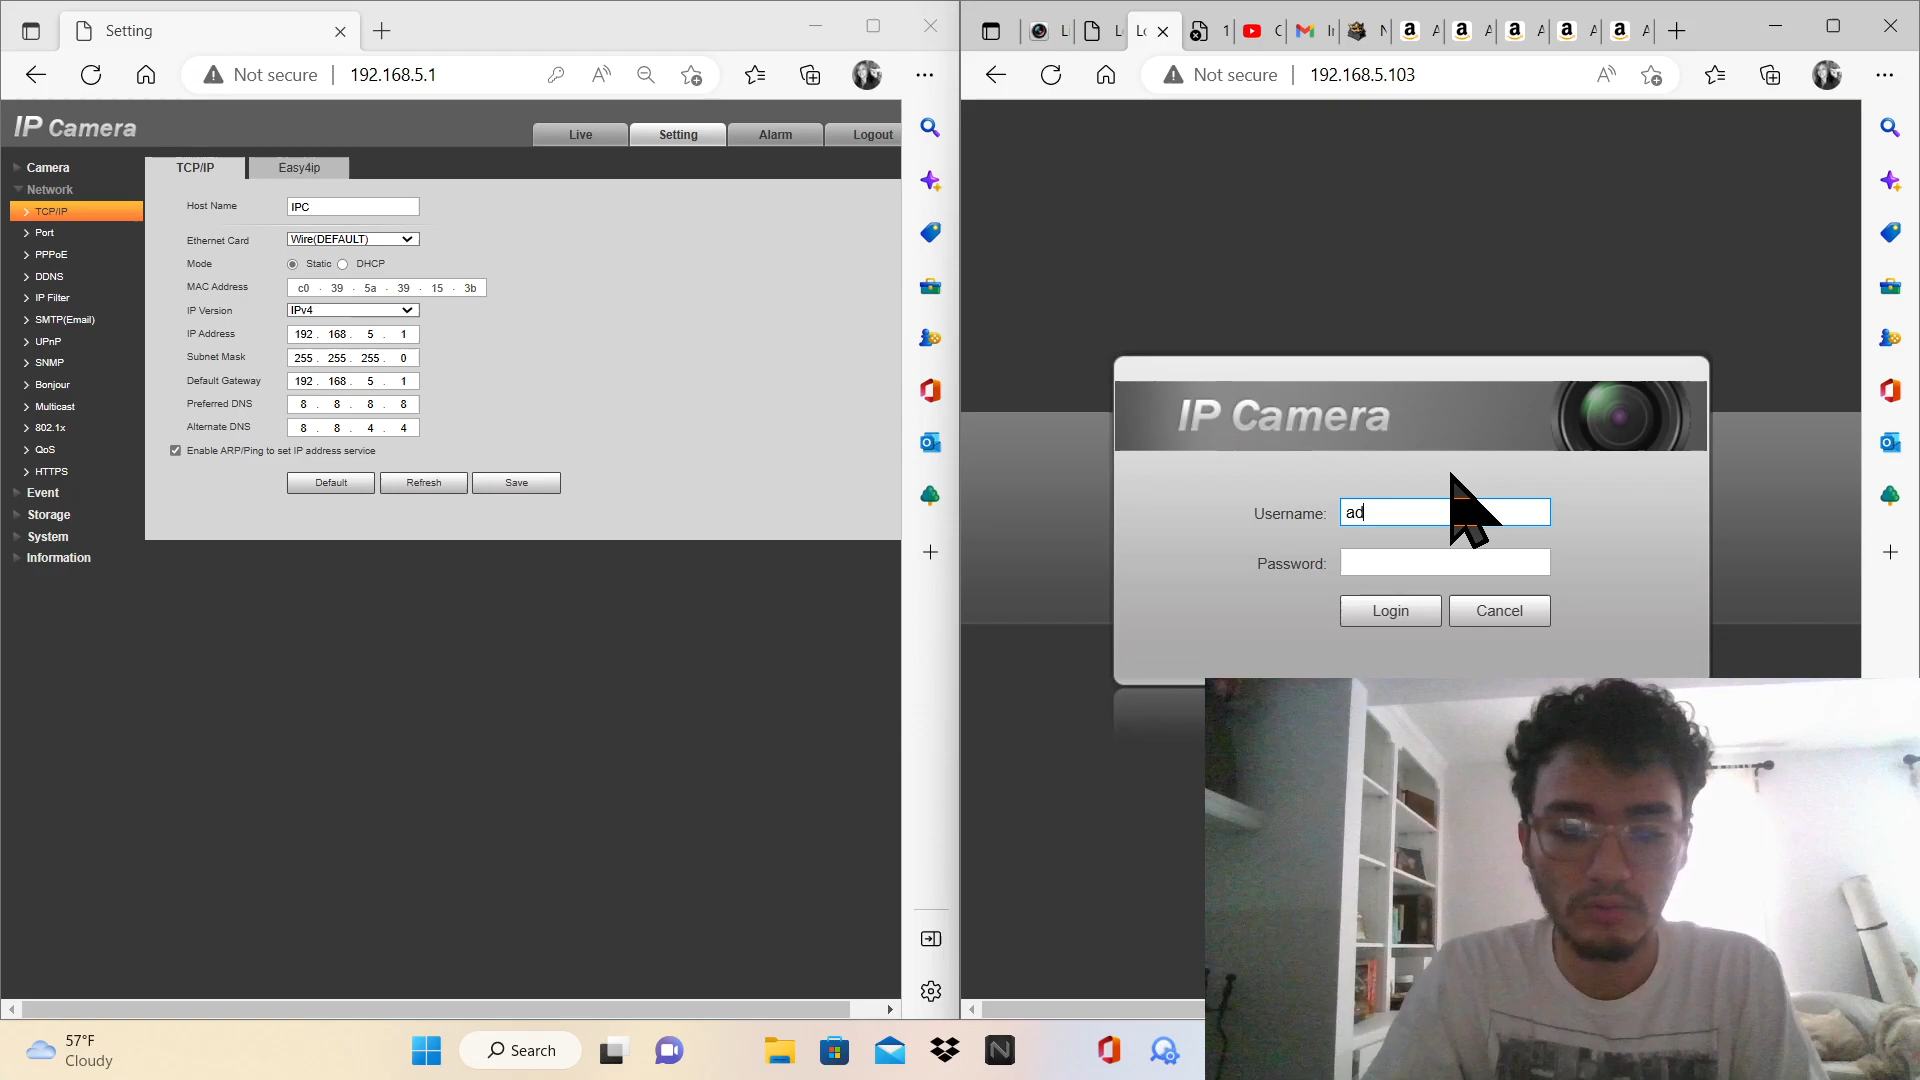 Setting
Not secure | 192.168.5.1
IP Camera
Live
Setting
Alarm
Logout
Camera
Network
TCP/IP
Port
PPPoE
DDNS
IP Filter
SMTP(Email)
UPnP
SNMP
Bonjour
Multicast
802.1x
QoS
HTTPS
Event
Storage
System
Information
TCP/IP
Easy4ip
Host Name IPC
Ethernet Card Wire(DEFAULT)
Mode Static DHCP
MAC Address c0 . 39 . 5a . 39 . 15 . 3b
IP Version IPv4
IP Address 192 . 168 . 5 . 1
Subnet Mask 255 . 255 . 255 . 0
Default Gateway 192 . 168 . 5 . 1
Preferred DNS 8 . 8 . 8 . 8
Alternate DNS 8 . 8 . 4 . 4
Enable ARP/Ping to set IP address service
Default
Refresh
Save
Not secure | 192.168.5.103
IP Camera
Username: ad
Password:
Login
Cancel
57°F
Cloudy
Search